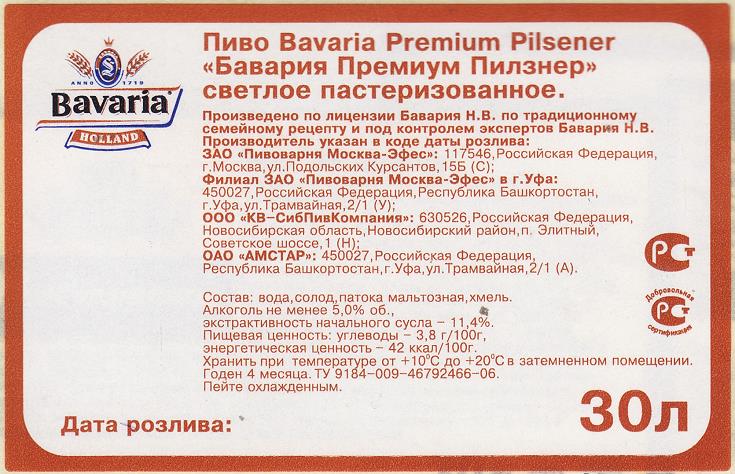 ANNO 1719
Bavaria
HOLLAND
Пиво Bavaria Premium Pilsener
«Бавария Премиум Пилзнер»
светлое пастеризованное.
Произведено по лицензии Бавария Н.В. по традиционному
семейному рецепту и под контролем экспертов Бавария Н.В.
Производитель указан в коде даты розлива:
ЗАО «Пивоварня Москва-Эфес»: 117546,Российская Федерация,
г.Москва,ул.Подольских Курсантов,15Б (С);
Филиал ЗАО «Пивоварня Москва-Эфес» в г.Уфа:
450027,Российская Федерация,Республика Башкортостан,
г.Уфа,ул.Трамвайная,2/1 (У);
ООО «КВ-СибПивКомпания»: 630526,Российская Федерация,
Новосибирская область,Новосибирский район,п. Элитный,
Советское шоссе,1 (Н);
ОАО «АМСТАР»: 450027,Российская Федерация,
Республика Башкортостан,г.Уфа,ул.Трамвайная,2/1 (А).
РСТ
Добровольная
РСТ
сертификация
Состав: вода,солод,патока мальтозная,хмель.
Алкоголь не менее 5,0% об.,
экстрактивность начального сусла - 11,4%.
Пищевая ценность: углеводы - 3,8 г/100г,
энергетическая ценность - 42 ккал/100г.
Хранить при температуре от +10°С до +20°С в затемненном помещении.
Годен 4 месяца. ТУ 9184-009-46792466-06.
Пейте охлажденным.
Дата розлива:
30л